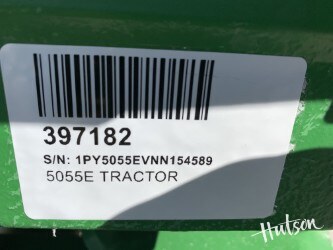 397182
S/N: 1PY5055EVNN154589
5055E TRACTOR
Hutson